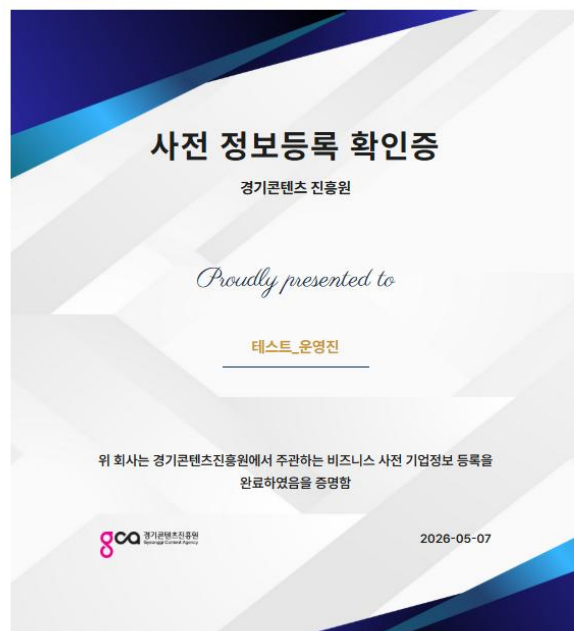 사전 정보등록 확인증
경기콘텐츠 진흥원
Proudly presented to
테스트_운영진
위 회사는 경기콘텐츠진흥원에서 주관하는 비즈니스 사전 기업정보 등록을
완료하였음을 증명함
gca 경기콘텐츠진흥원
Gyeonggi Content Agency
2026-05-07